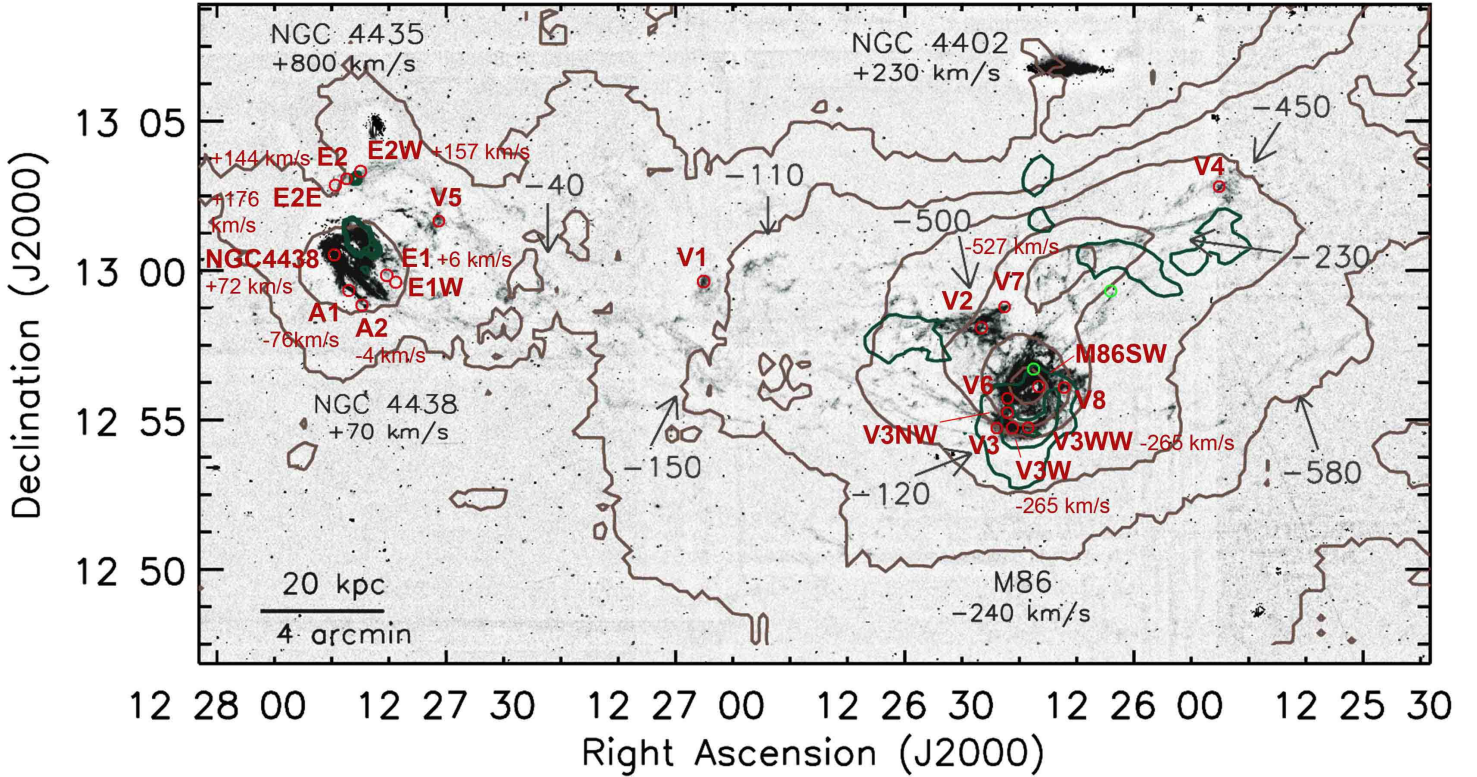 NGC 4435
+800 km/s
NGC 4402
+230 km/s
13 05
-450
+144 km/s
E2
E2W
+157 km/s
V4
E2E
+176
km/s
-40
-110
V5
-500
-527 km/s
-230
13 00
NGC4438
+72 km/s
E1
+6 km/s
E1W
V1
V7
V2
A1
A2
-76km/s
-4 km/s
M86SW
V6
V8
NGC 4438
+70 km/s
12 55
V3NW
V3
V3WW
-265 km/s
V3W
-150
-120
-265 km/s
-580
12 50
20 kpc
4 arcmin
M86
-240 km/s
12 28 00
12 27 30
12 27 00
12 26 30
12 26 00
12 25 30
Right Ascension (J2000)
Declination (J2000)